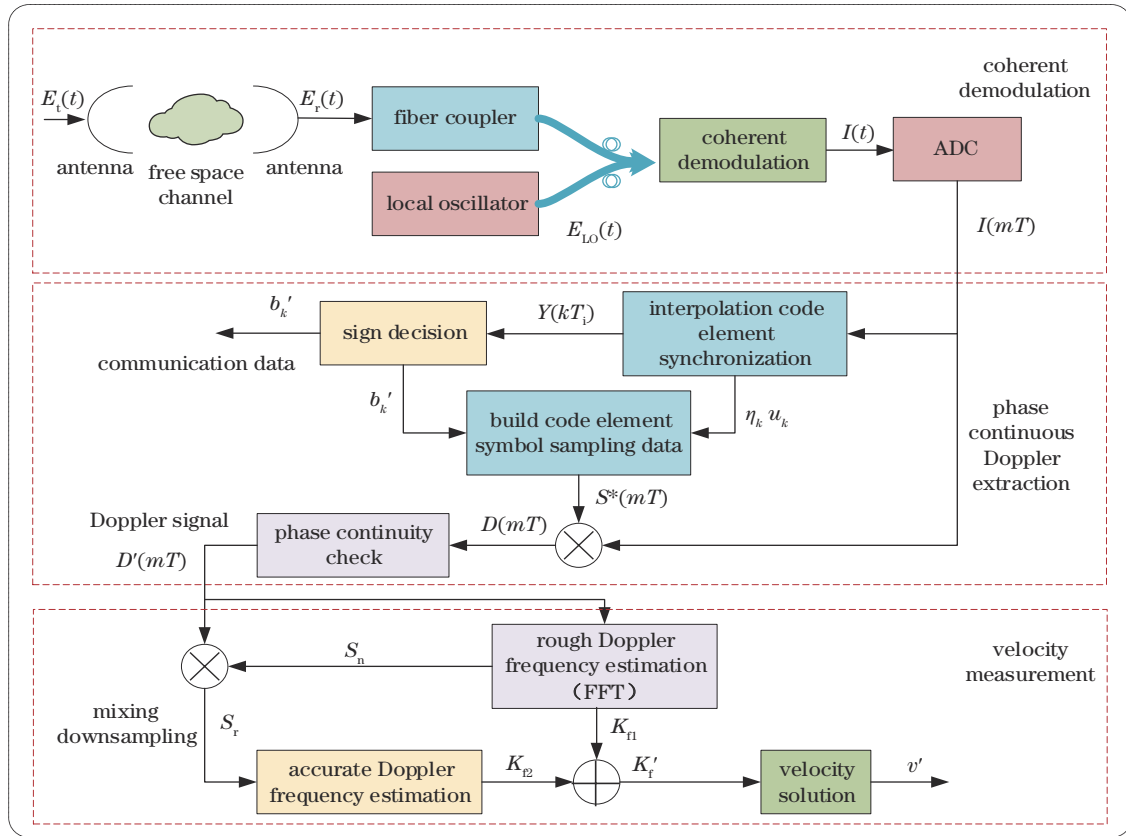 coherent
demodulation
E_t(t)
E_r(t)
antenna
free space
channel
antenna
fiber coupler
local oscillator
E_LO(t)
coherent
demodulation
I(t)
ADC
I(mT)
b_k′
communication data
sign decision
Y(kT_i)
interpolation code
element
synchronization
b_k′
build code element
symbol sampling data
η_k u_k
phase
continuous
Doppler
extraction
S*(mT)
Doppler signal
D′(mT)
phase continuity
check
D(mT)
rough Doppler
frequency estimation
(FFT)
velocity
measurement
S_n
mixing
downsampling
S_r
K_f1
accurate Doppler
frequency estimation
K_f2
K_f′
velocity
solution
v′